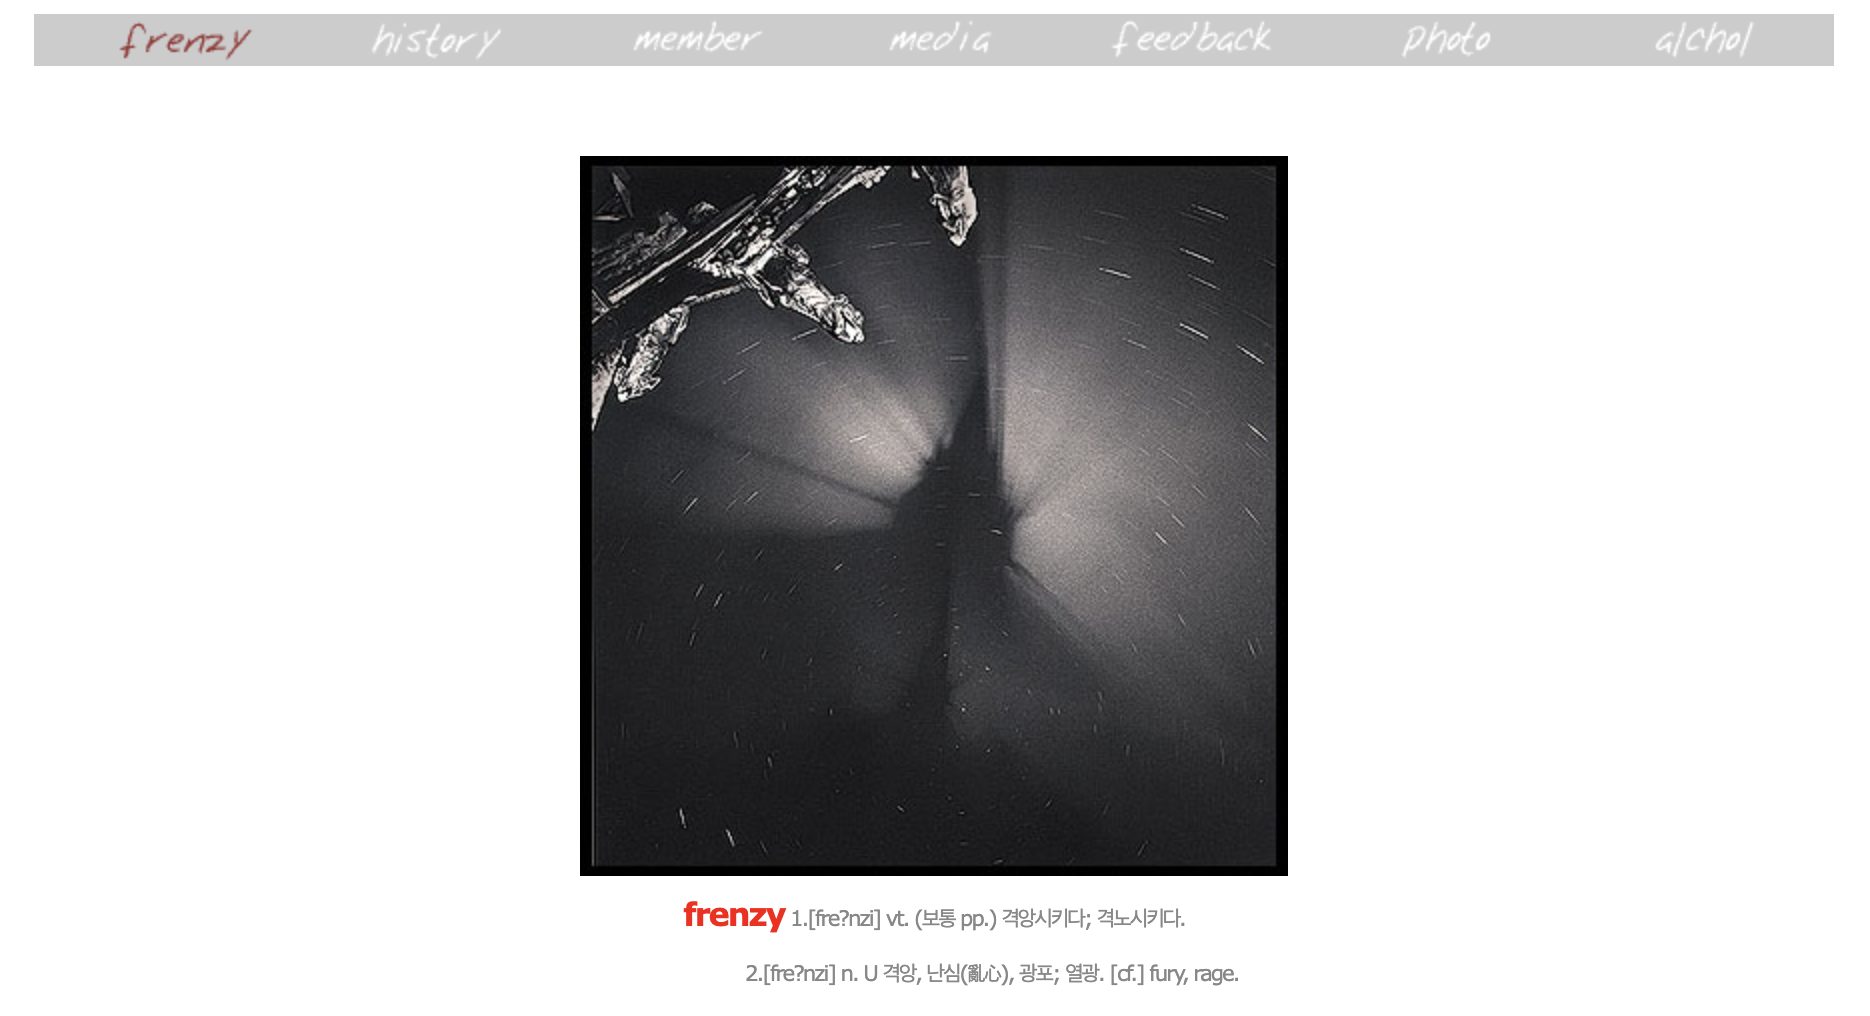 frenzy history member media feedback photo alchol
frenzy 1.[fre?nzi] vt. (보통 pp.) 격앙시키다; 격노시키다.
2.[fre?nzi] n. U 격앙, 난심(亂心), 광포; 열광. [cf.] fury, rage.